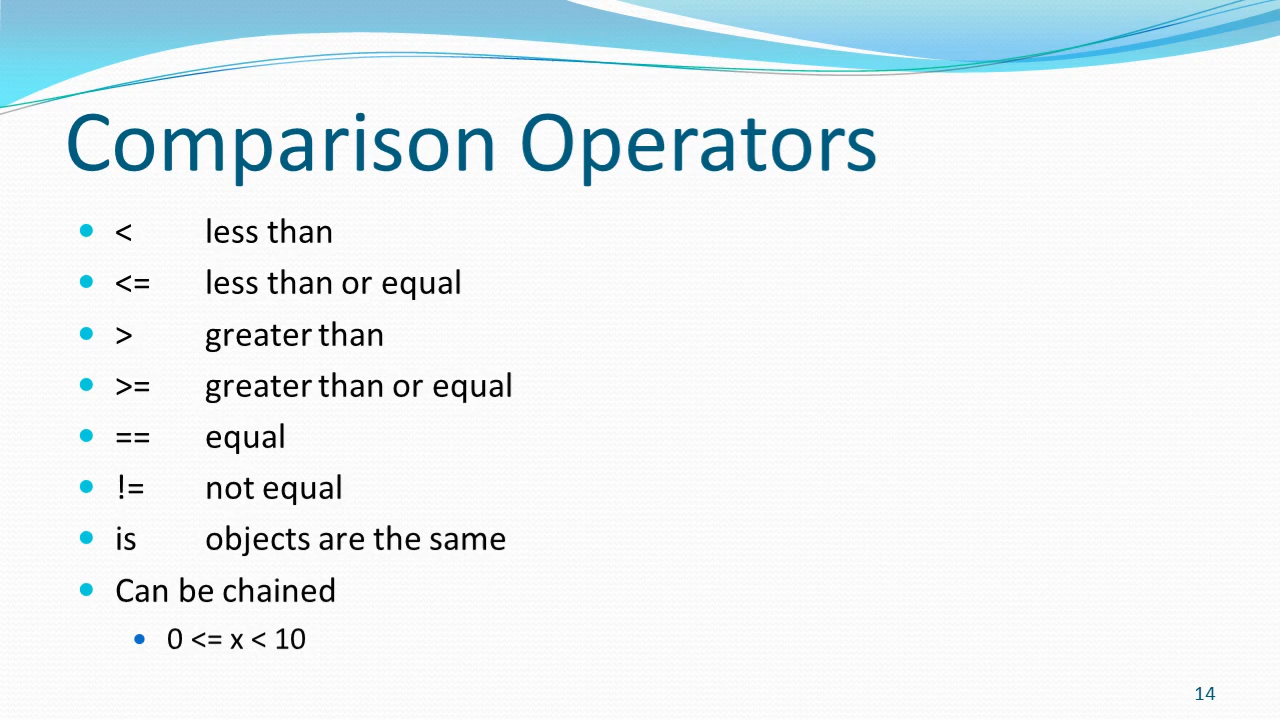 Comparison Operators
< less than
<= less than or equal
> greater than
>= greater than or equal
== equal
!= not equal
is objects are the same
Can be chained
0 <= x < 10
14